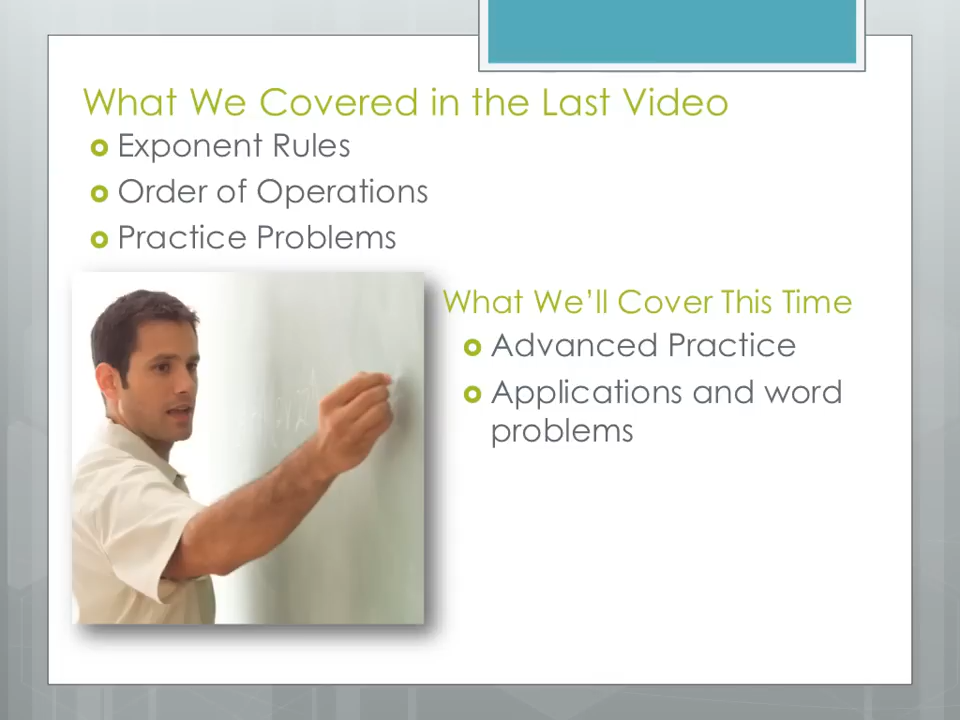 What We Covered in the Last Video
Exponent Rules
Order of Operations
Practice Problems
What We’ll Cover This Time
Advanced Practice
Applications and word
problems